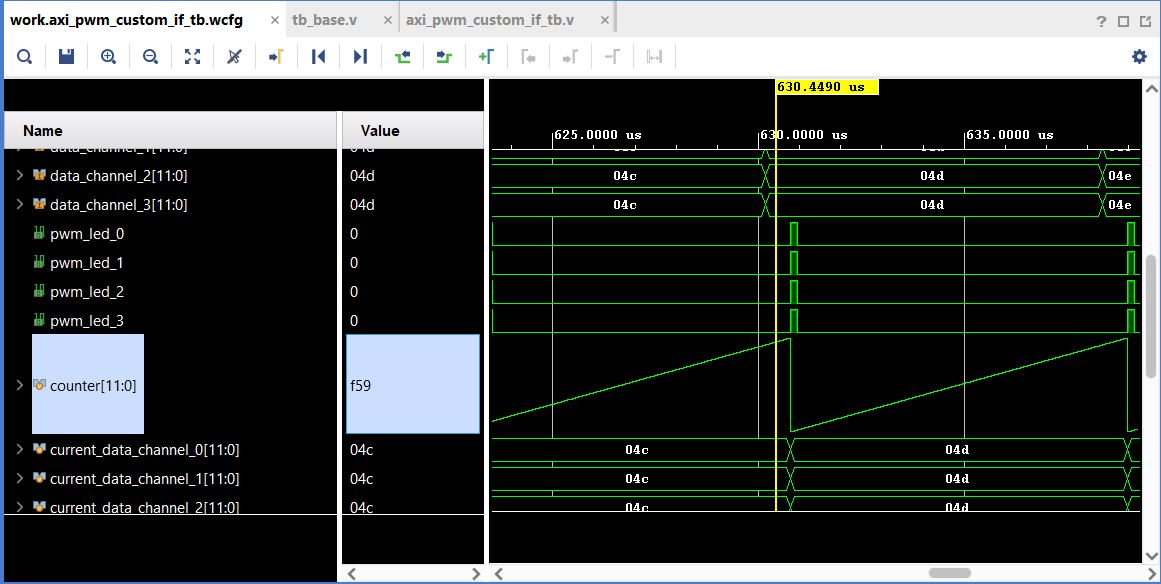 work.axi_pwm_custom_if_tb.wcfg × tb_base.v × axi_pwm_custom_if_tb.v × ?
630.4490 us
Name Value 625.0000 us 630.0000 us 635.0000 us
data_channel_1[11:0] 04d
data_channel_2[11:0] 04d 04c 04d 04e
data_channel_3[11:0] 04d 04c 04d 04e
pwm_led_0 0
pwm_led_1 0
pwm_led_2 0
pwm_led_3 0
counter[11:0] f59
current_data_channel_0[11:0] 04c 04c 04d
current_data_channel_1[11:0] 04c 04c 04d
current_data_channel_2[11:0] 04c 04c 04d